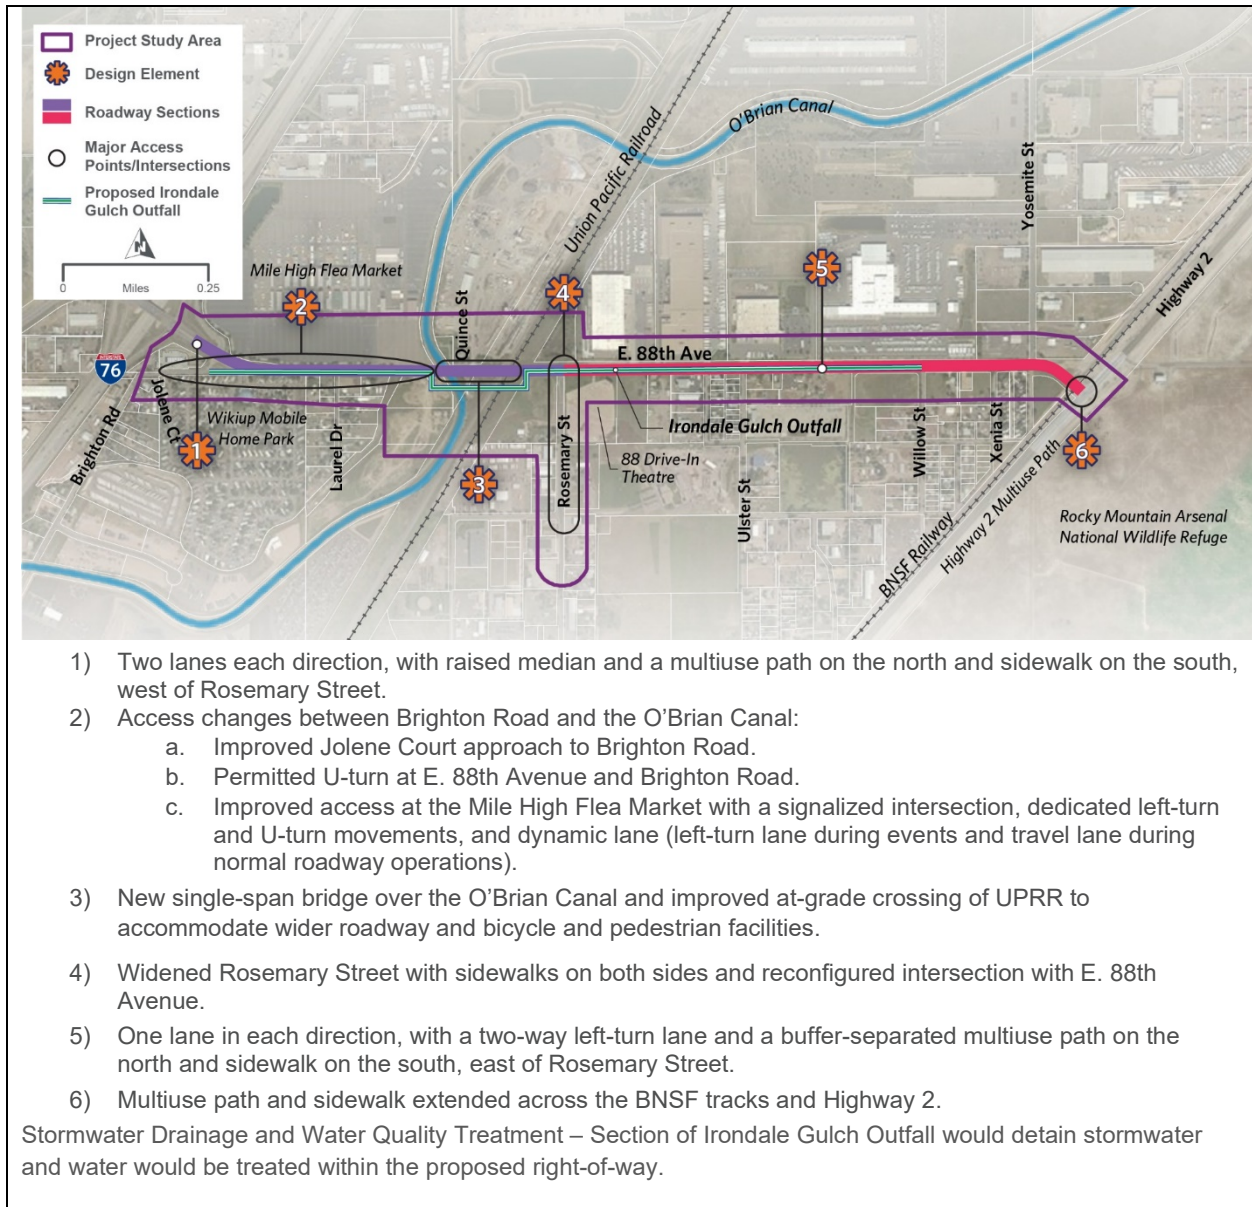 Project Study Area
Design Element
Roadway Sections
Major Access
Points/Intersections
Proposed Irondale
Gulch Outfall
N
0 Miles 0.25
Mile High Flea Market
O'Brian Canal
Union Pacific Railroad
Yosemite St
Highway 2
2
4
5
Quince St
E. 88th Ave
76
Jolene Ct
Brighton Rd
Wikiup Mobile
Home Park
Laurel Dr
1
3
Rosemary St
Irondale Gulch Outfall
88 Drive-In
Theatre
Ulster St
Willow St
Xenia St
6
BNSF Railway
Highway 2 Multiuse Path
Rocky Mountain Arsenal
National Wildlife Refuge
1) Two lanes each direction, with raised median and a multiuse path on the north and sidewalk on the south,
west of Rosemary Street.
2) Access changes between Brighton Road and the O’Brian Canal:
a. Improved Jolene Court approach to Brighton Road.
b. Permitted U-turn at E. 88th Avenue and Brighton Road.
c. Improved access at the Mile High Flea Market with a signalized intersection, dedicated left-turn
and U-turn movements, and dynamic lane (left-turn lane during events and travel lane during
normal roadway operations).
3) New single-span bridge over the O’Brian Canal and improved at-grade crossing of UPRR to
accommodate wider roadway and bicycle and pedestrian facilities.
4) Widened Rosemary Street with sidewalks on both sides and reconfigured intersection with E. 88th
Avenue.
5) One lane in each direction, with a two-way left-turn lane and a buffer-separated multiuse path on the
north and sidewalk on the south, east of Rosemary Street.
6) Multiuse path and sidewalk extended across the BNSF tracks and Highway 2.
Stormwater Drainage and Water Quality Treatment – Section of Irondale Gulch Outfall would detain stormwater
and water would be treated within the proposed right-of-way.